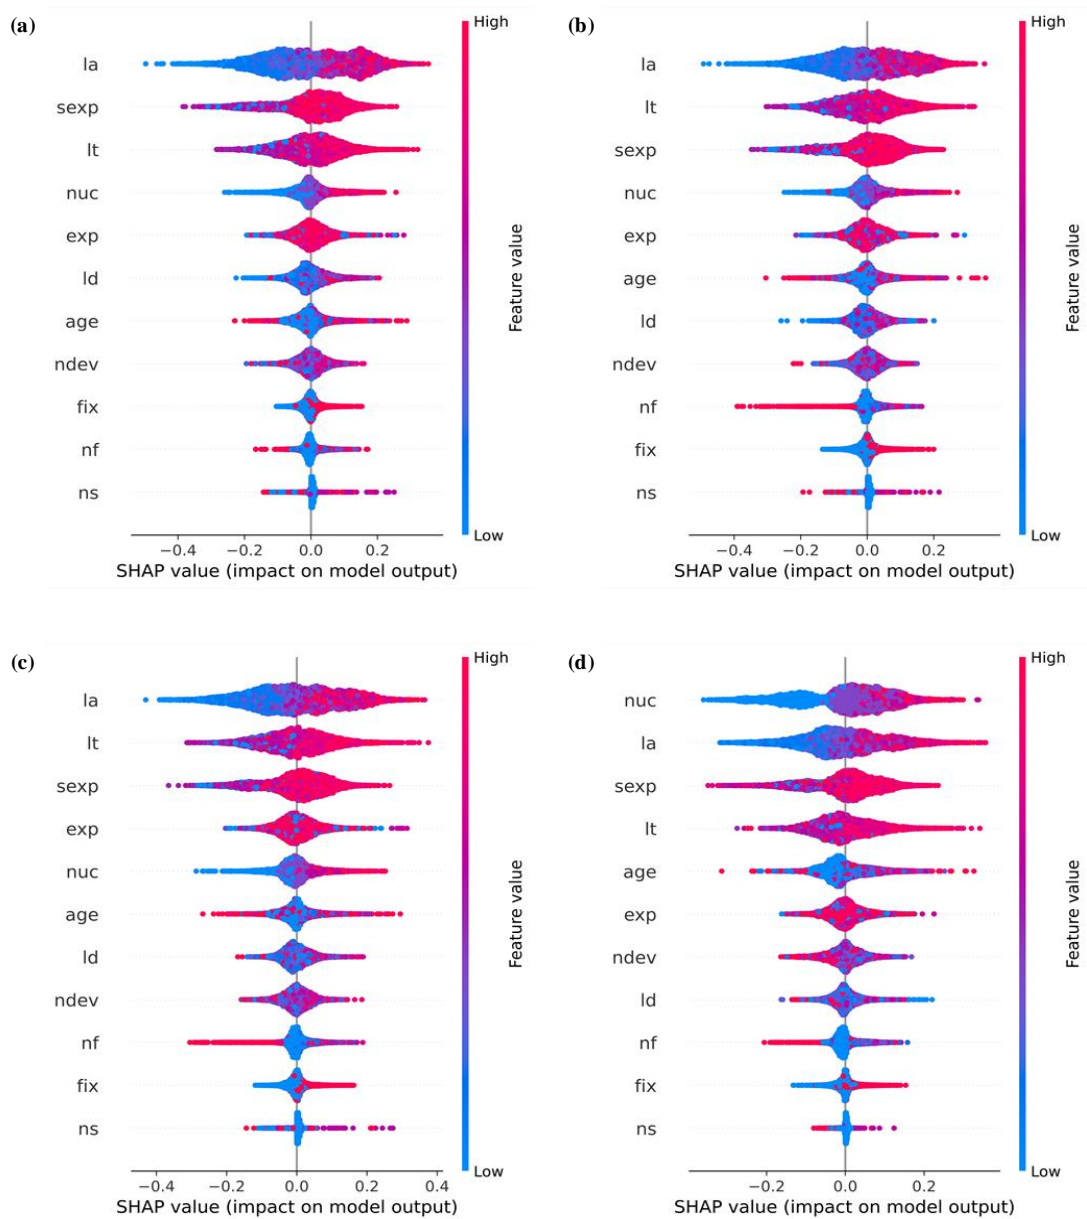 (a)
High
la
sexp
lt
nuc
exp
ld
age
ndev
fix
nf
ns
Feature value
Low
−0.4 −0.2 0.0 0.2
SHAP value (impact on model output)
(b)
High
la
lt
sexp
nuc
exp
age
ld
ndev
nf
fix
ns
Feature value
Low
−0.4 −0.2 0.0 0.2
SHAP value (impact on model output)
(c)
High
la
lt
sexp
exp
nuc
age
ld
ndev
nf
fix
ns
Feature value
Low
−0.4 −0.2 0.0 0.2 0.4
SHAP value (impact on model output)
(d)
High
nuc
la
sexp
lt
age
exp
ndev
ld
nf
fix
ns
Feature value
Low
−0.2 0.0 0.2
SHAP value (impact on model output)